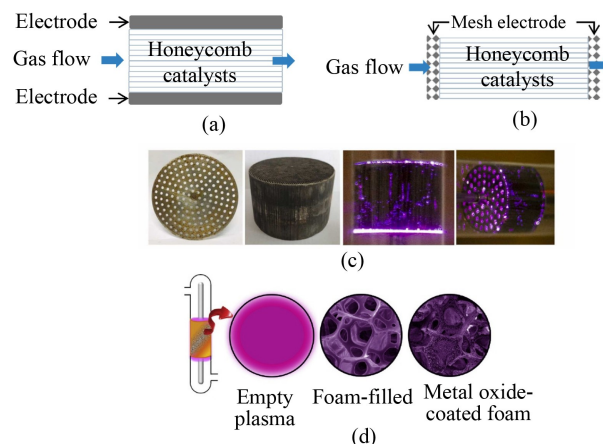 Electrode
Gas flow
Honeycomb
catalysts
Electrode
(a)
Mesh electrode
Gas flow
Honeycomb
catalysts
(b)
(c)
Empty
plasma
Foam-filled
Metal oxide-
coated foam
(d)